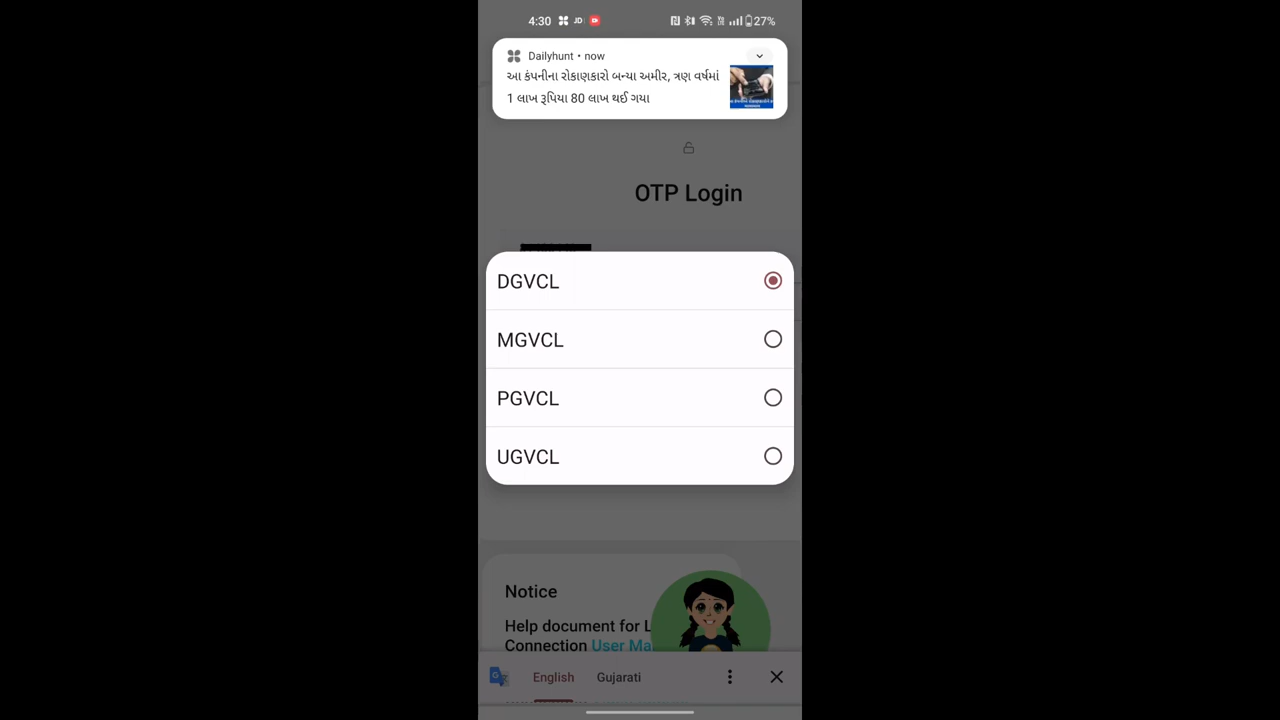 4:30 JD 27%
Dailyhunt • now
આ કંપનીના રોકાણકારો બન્યા અમીર, ત્રણ વર્ષમાં
1 લાખ રૂપિયા 80 લાખ થઈ ગયા
OTP Login
DGVCL
MGVCL
PGVCL
UGVCL
Notice
Help document for L
Connection User Ma
English Gujarati